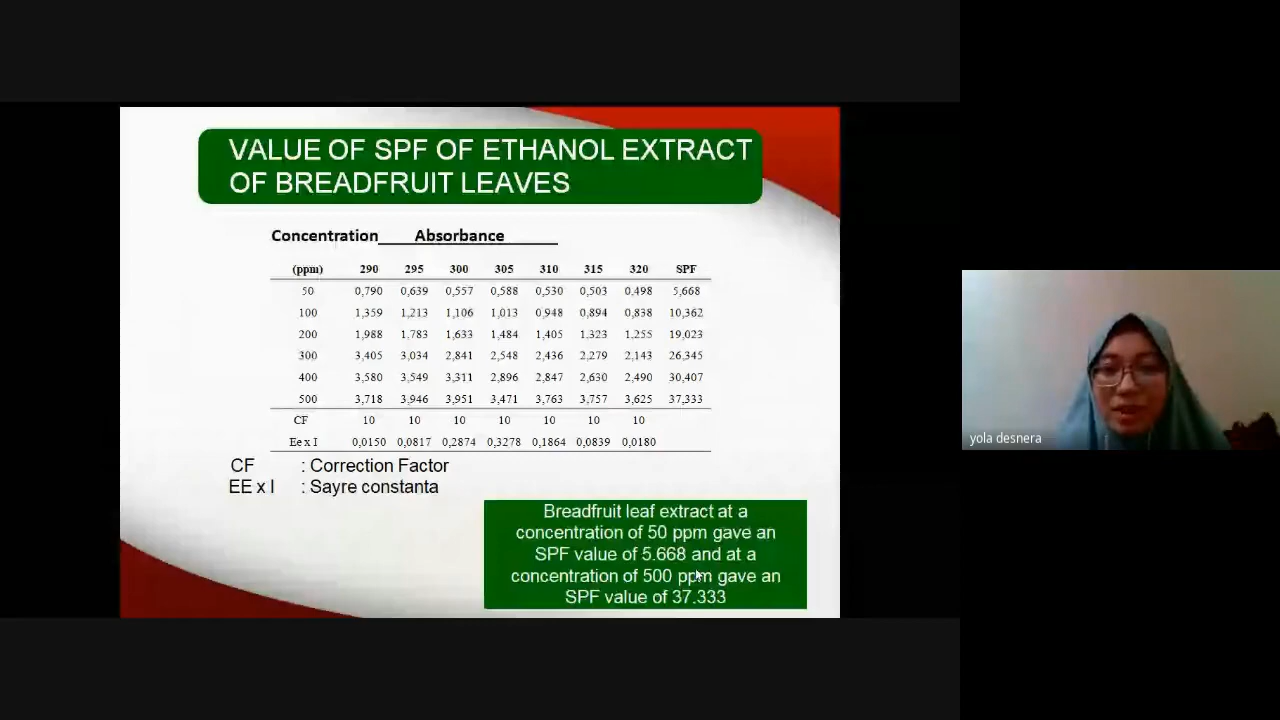 VALUE OF SPF OF ETHANOL EXTRACT
OF BREADFRUIT LEAVES
Concentration Absorbance
(ppm) 290 295 300 305 310 315 320 SPF
50 0,790 0,639 0,557 0,588 0,530 0,503 0,498 5,668
100 1,359 1,213 1,106 1,013 0,948 0,894 0,838 10,362
200 1,988 1,783 1,633 1,484 1,405 1,323 1,255 19,023
300 3,405 3,034 2,841 2,548 2,436 2,279 2,143 26,345
400 3,580 3,549 3,311 2,896 2,847 2,630 2,490 30,407
500 3,718 3,946 3,951 3,471 3,763 3,757 3,625 37,333
CF 10 10 10 10 10 10 10
Ee x I 0,0150 0,0817 0,2874 0,3278 0,1864 0,0839 0,0180
CF : Correction Factor
EE x I : Sayre constanta
Breadfruit leaf extract at a
concentration of 50 ppm gave an
SPF value of 5.668 and at a
concentration of 500 ppm gave an
SPF value of 37.333
yola desnera